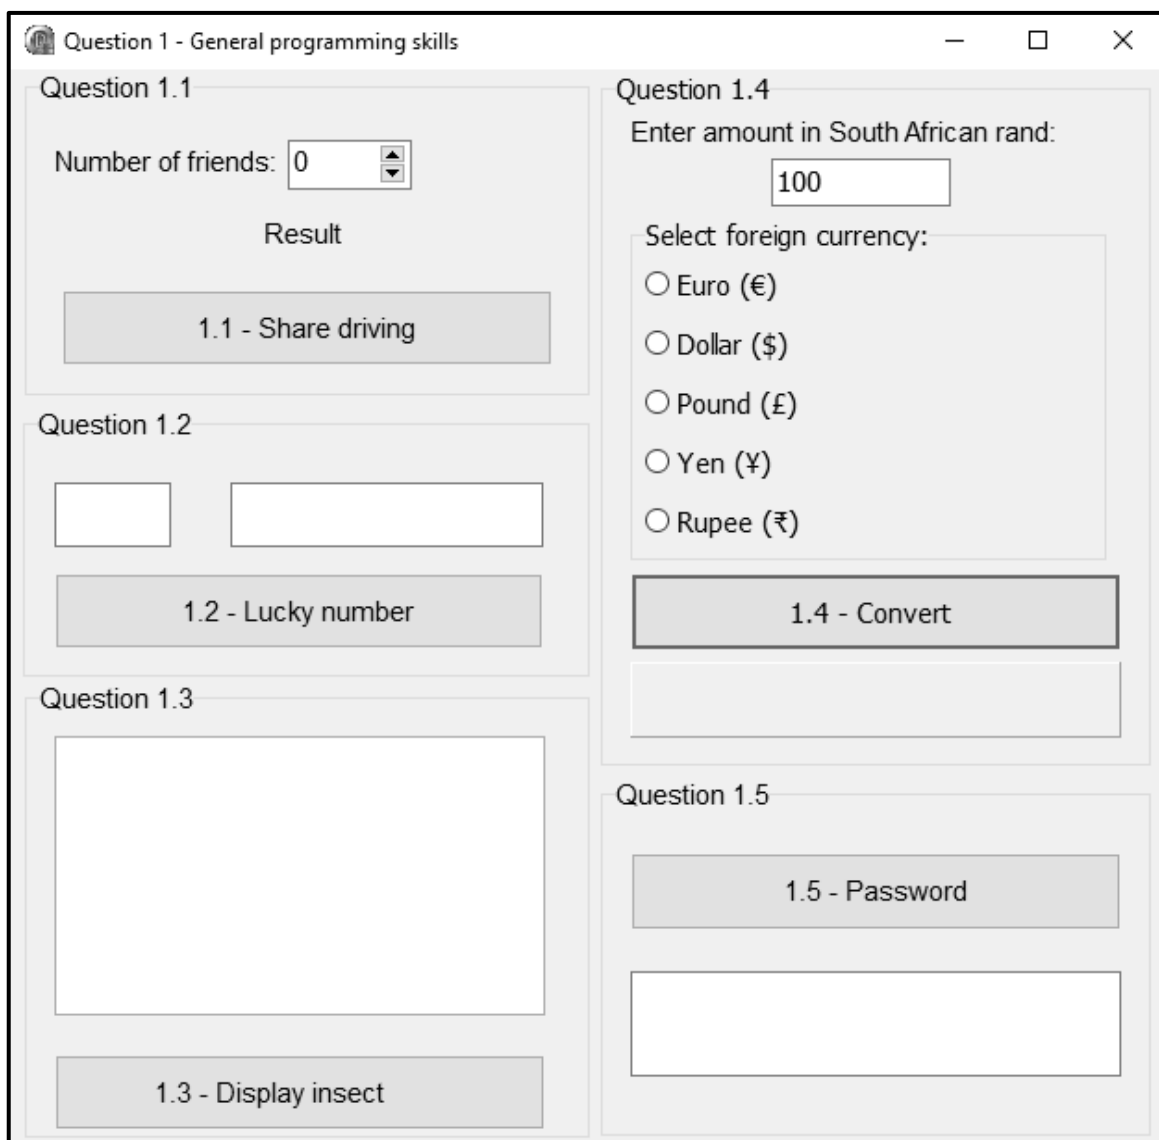 Question 1 - General programming skills
Question 1.1
Number of friends: 0
Result
1.1 - Share driving
Question 1.2
1.2 - Lucky number
Question 1.3
1.3 - Display insect
Question 1.4
Enter amount in South African rand:
100
Select foreign currency:
Euro (€)
Dollar ($)
Pound (£)
Yen (¥)
Rupee (₹)
1.4 - Convert
Question 1.5
1.5 - Password